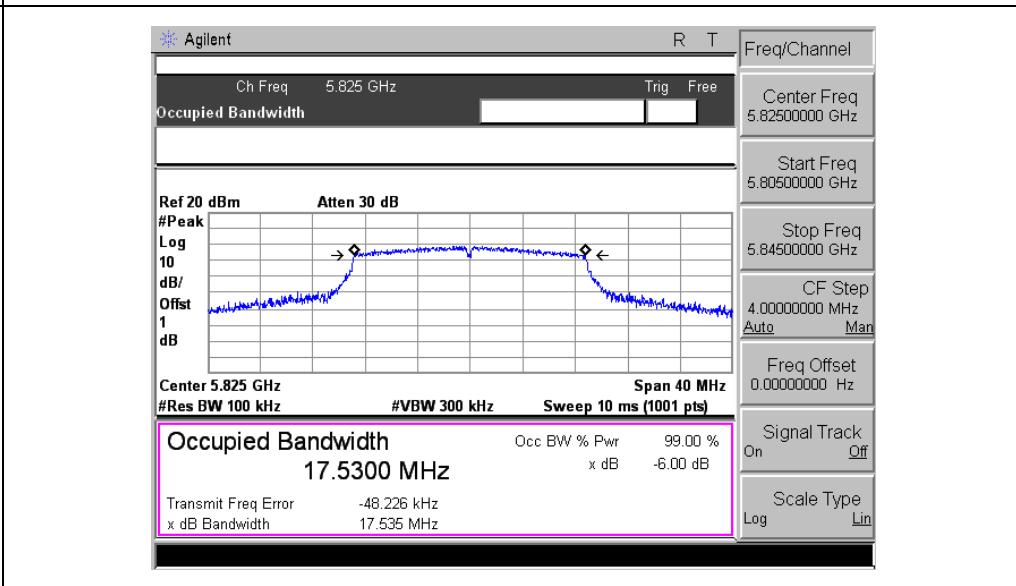 Agilent R T
Freq/Channel
Ch Freq 5.825 GHz Trig Free
Occupied Bandwidth
Center Freq
5.82500000 GHz
Start Freq
5.80500000 GHz
Stop Freq
5.84500000 GHz
CF Step
4.00000000 MHz
Auto Man
Freq Offset
0.00000000 Hz
Signal Track
On Off
Scale Type
Log Lin
Ref 20 dBm Atten 30 dB
#Peak
Log
10
dB/
Offst
1
dB
Center 5.825 GHz Span 40 MHz
#Res BW 100 kHz #VBW 300 kHz Sweep 10 ms (1001 pts)
Occupied Bandwidth Occ BW % Pwr 99.00 %
17.5300 MHz x dB -6.00 dB
Transmit Freq Error -48.226 kHz
x dB Bandwidth 17.535 MHz